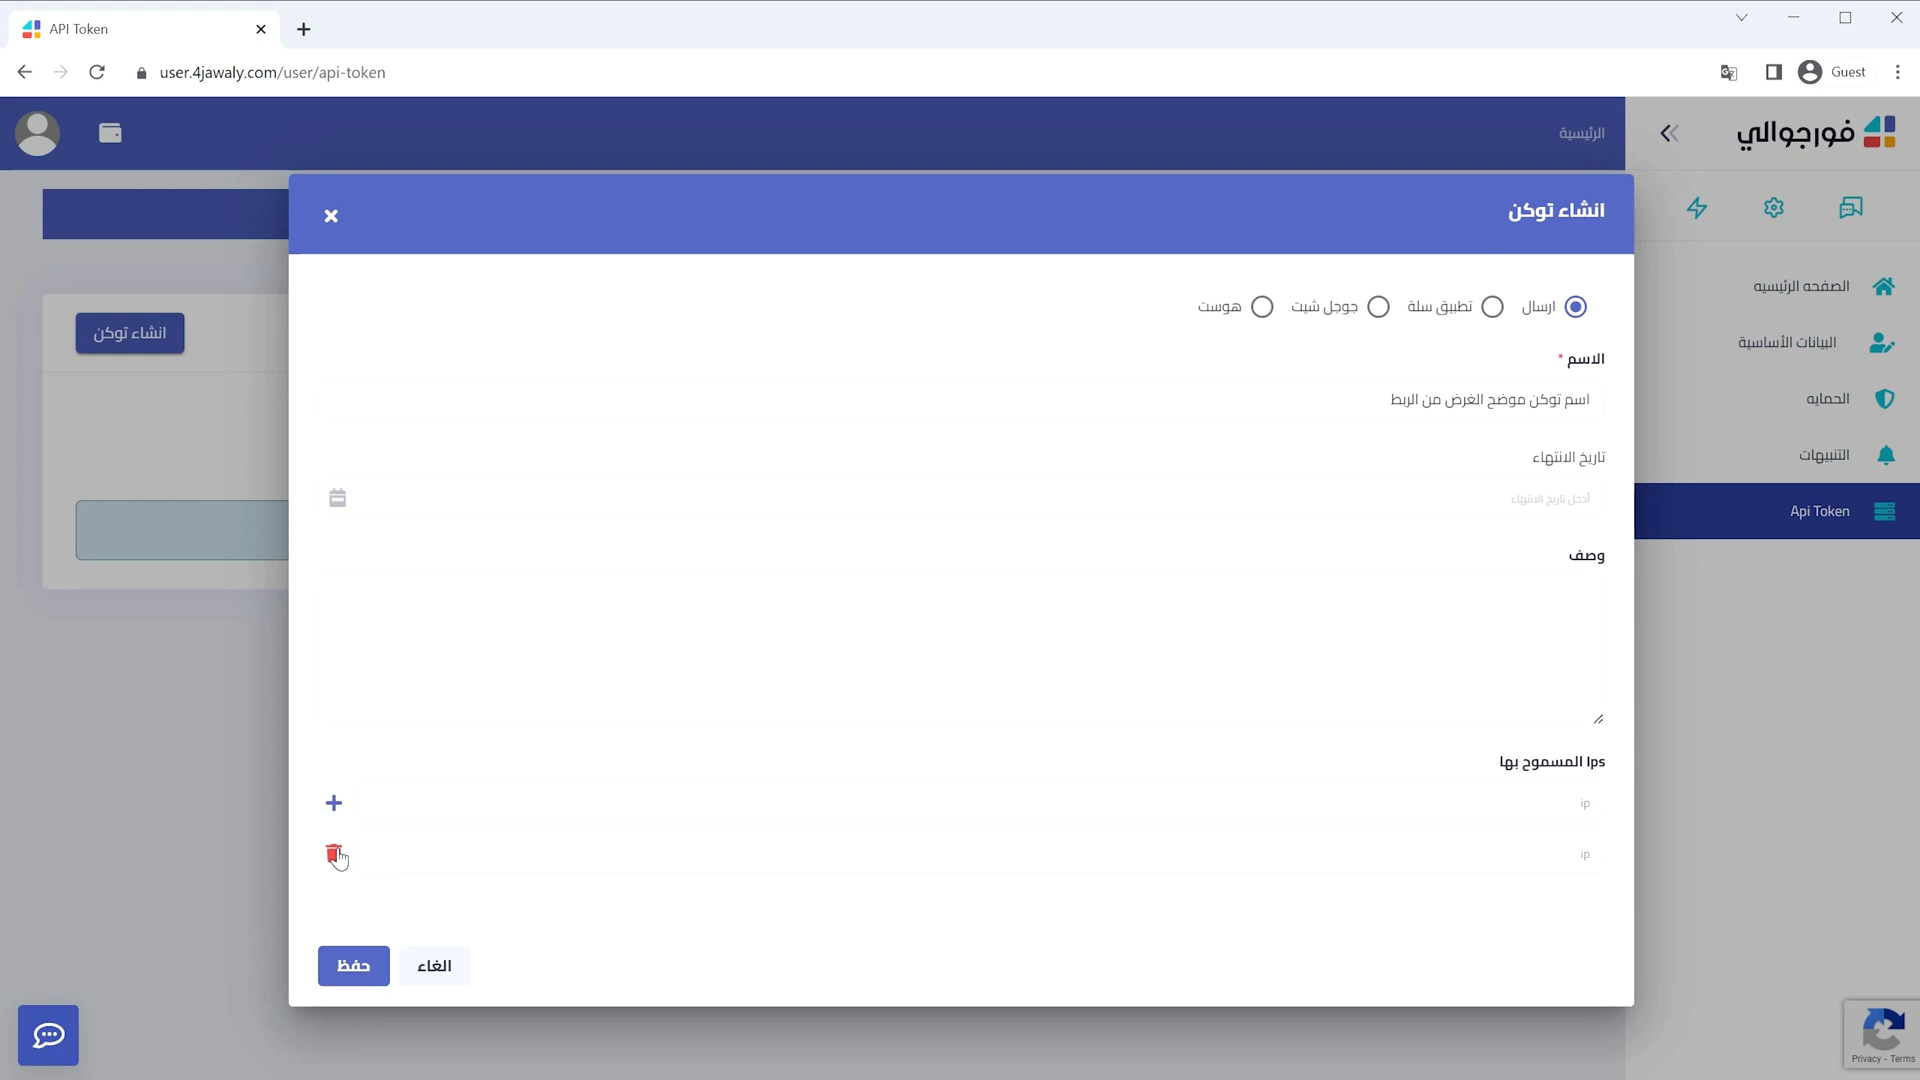 API Token
user.4jawaly.com/user/api-token
Guest
فورجوالي
الرئيسية
انشاء توكن
ارسال
تطبيق سلة
جوجل شيت
هوست
الاسم *
اسم توكن موضح الغرض من الربط
تاريخ الانتهاء
أدخل تاريخ الانتهاء
وصف
Ips المسموح بها
ip
ip
الغاء
حفظ
انشاء توكن
الصفحه الرئيسيه
البيانات الأساسية
الحمايه
التنبيهات
Api Token
Privacy - Terms